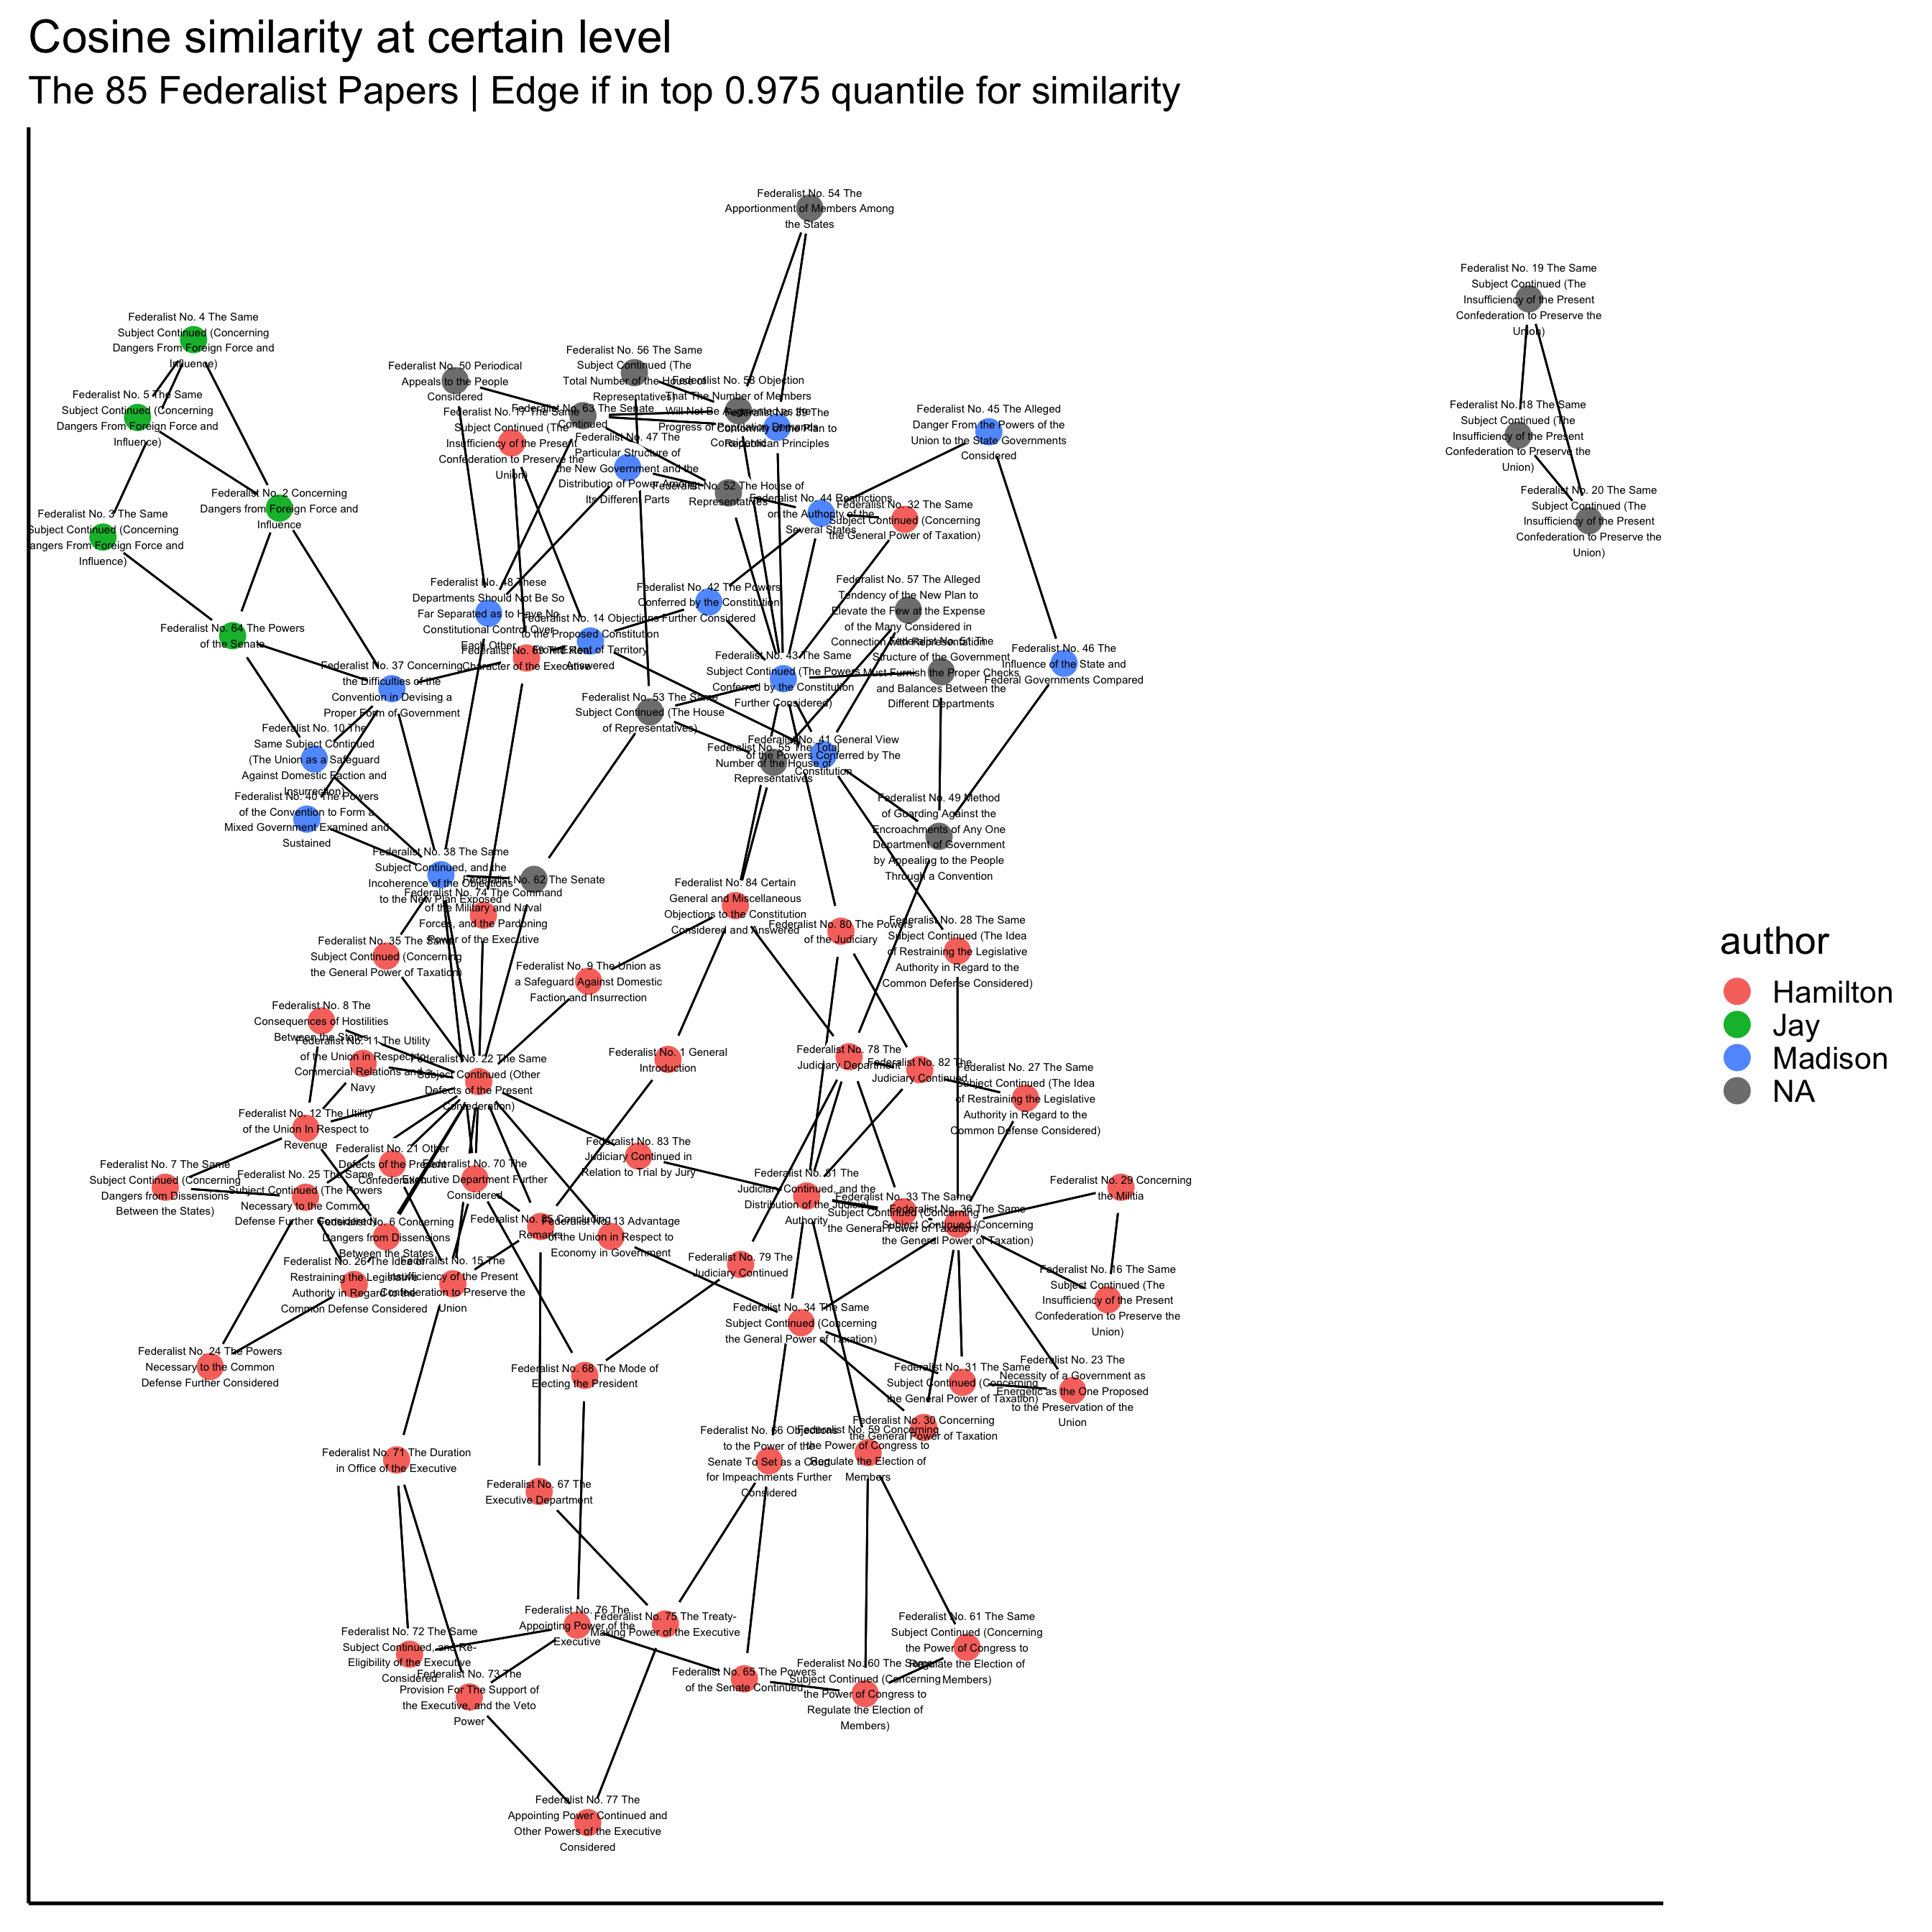 Cosine similarity at certain level
The 85 Federalist Papers | Edge if in top 0.975 quantile for similarity
Federalist No. 54 The
Apportionment of Members Among
the States
Federalist No. 19 The Same
Subject Continued (The
Insufficiency of the Present
Confederation to Preserve the
Union)
Federalist No. 4 The Same
Subject Continued (Concerning
Dangers From Foreign Force and
Influence)
Federalist No. 5 The Same
Subject Continued (Concerning
Dangers From Foreign Force and
Influence)
Federalist No. 50 Periodical
Appeals to the People
Considered
Federalist No. 56 The Same
Subject Continued (The
Total Number of the House of
Representatives)
Federalist No. 58 Objection
That The Number of Members
Will Not Be Augmented as the
Progress of Population Demands
Federalist No. 63 The Senate
Continued
Federalist No. 17 The Same
Subject Continued (The
Insufficiency of the Present
Confederation to Preserve the
Union)
Federalist No. 39 The
Conformity of the Plan to
Republican Principles
Federalist No. 45 The Alleged
Danger From the Powers of the
Union to the State Governments
Considered
Federalist No. 18 The Same
Subject Continued (The
Insufficiency of the Present
Confederation to Preserve the
Union)
Federalist No. 47 The
Particular Structure of
the New Government and the
Distribution of Power Among
Its Different Parts
Federalist No. 52 The House of
Representatives
Federalist No. 44 Restrictions
on the Authority of the
Several States
Federalist No. 32 The Same
Subject Continued (Concerning
the General Power of Taxation)
Federalist No. 20 The Same
Subject Continued (The
Insufficiency of the Present
Confederation to Preserve the
Union)
Federalist No. 2 Concerning
Dangers from Foreign Force and
Influence
Federalist No. 3 The Same
Subject Continued (Concerning
angers From Foreign Force and
Influence)
Federalist No. 48 These
Departments Should Not Be So
Far Separated as to Have No
Constitutional Control Over
Each Other
Federalist No. 42 The Powers
Conferred by the Constitution
Further Considered
Federalist No. 57 The Alleged
Tendency of the New Plan to
Elevate the Few at the Expense
of the Many Considered in
Connection with Representation
Federalist No. 14 Objections
to the Proposed Constitution
From Extent of Territory
Answered
Federalist No. 69 The Real
Character of the Executive
Federalist No. 64 The Powers
of the Senate
Federalist No. 51 The
Structure of the Government
Must Furnish the Proper Checks
and Balances Between the
Different Departments
Federalist No. 46 The
Influence of the State and
Federal Governments Compared
Federalist No. 43 The Same
Subject Continued (The Powers
Conferred by the Constitution
Further Considered)
Federalist No. 37 Concerning
the Difficulties of the
Convention in Devising a
Proper Form of Government
Federalist No. 53 The Same
Subject Continued (The House
of Representatives)
Federalist No. 10 The
Same Subject Continued
(The Union as a Safeguard
Against Domestic Faction and
Insurrection)
Federalist No. 41 General View
of the Powers Conferred by The
Constitution
Federalist No. 55 The Total
Number of the House of
Representatives
Federalist No. 40 The Powers
of the Convention to Form a
Mixed Government Examined and
Sustained
Federalist No. 49 Method
of Guarding Against the
Encroachments of Any One
Department of Government
by Appealing to the People
Through a Convention
Federalist No. 38 The Same
Subject Continued, and the
Incoherence of the Objections
to the New Plan Exposed
Federalist No. 62 The Senate
Federalist No. 74 The Command
of the Military and Naval
Forces, and the Pardoning
Power of the Executive
Federalist No. 84 Certain
General and Miscellaneous
Objections to the Constitution
Considered and Answered
Federalist No. 80 The Powers
of the Judiciary
Federalist No. 28 The Same
Subject Continued (The Idea
of Restraining the Legislative
Authority in Regard to the
Common Defense Considered)
Federalist No. 35 The Same
Subject Continued (Concerning
the General Power of Taxation)
Federalist No. 9 The Union as
a Safeguard Against Domestic
Faction and Insurrection
author
Hamilton
Jay
Madison
NA
Federalist No. 8 The
Consequences of Hostilities
Between the States
Federalist No. 11 The Utility
of the Union in Respect to
Commercial Relations and a
Navy
Federalist No. 22 The Same
Subject Continued (Other
Defects of the Present
Confederation)
Federalist No. 1 General
Introduction
Federalist No. 78 The
Judiciary Department
Federalist No. 82 The
Judiciary Continued
Federalist No. 27 The Same
Subject Continued (The Idea
of Restraining the Legislative
Authority in Regard to the
Common Defense Considered)
Federalist No. 12 The Utility
of the Union In Respect to
Revenue
Federalist No. 21 Other
Defects of the Present
Confederation
Federalist No. 83 The
Judiciary Continued in
Relation to Trial by Jury
Federalist No. 7 The Same
Subject Continued (Concerning
Dangers from Dissensions
Between the States)
Federalist No. 25 The Same
Subject Continued (The Powers
Necessary to the Common
Defense Further Considered)
Federalist No. 70 The
Executive Department Further
Considered
Federalist No. 81 The
Judiciary Continued, and the
Distribution of the Judicial
Authority
Federalist No. 33 The Same
Subject Continued (Concerning
the General Power of Taxation)
Federalist No. 36 The Same
Subject Continued (Concerning
the General Power of Taxation)
Federalist No. 29 Concerning
the Militia
Federalist No. 6 Concerning
Dangers from Dissensions
Between the States
Federalist No. 85 Concluding
Remarks
Federalist No. 13 Advantage
of the Union in Respect to
Economy in Government
Federalist No. 26 The Idea of
Restraining the Legislative
Authority in Regard to the
Common Defense Considered
Federalist No. 15 The
Insufficiency of the Present
Confederation to Preserve the
Union
Federalist No. 79 The
Judiciary Continued
Federalist No. 16 The Same
Subject Continued (The
Insufficiency of the Present
Confederation to Preserve the
Union)
Federalist No. 34 The Same
Subject Continued (Concerning
the General Power of Taxation)
Federalist No. 24 The Powers
Necessary to the Common
Defense Further Considered
Federalist No. 68 The Mode of
Electing the President
Federalist No. 31 The Same
Subject Continued (Concerning
the General Power of Taxation)
Federalist No. 23 The
Necessity of a Government as
Energetic as the One Proposed
to the Preservation of the
Union
Federalist No. 30 Concerning
the General Power of Taxation
Federalist No. 66 Objections
to the Power of the
Senate To Set as a Court
for Impeachments Further
Considered
Federalist No. 59 Concerning
the Power of Congress to
Regulate the Election of
Members
Federalist No. 71 The Duration
in Office of the Executive
Federalist No. 67 The
Executive Department
Federalist No. 76 The
Appointing Power of the
Executive
Federalist No. 75 The Treaty-
Making Power of the Executive
Federalist No. 61 The Same
Subject Continued (Concerning
the Power of Congress to
Regulate the Election of
Members)
Federalist No. 72 The Same
Subject Continued, and Re-
Eligibility of the Executive
Considered
Federalist No. 73 The
Provision For The Support of
the Executive, and the Veto
Power
Federalist No. 65 The Powers
of the Senate Continued
Federalist No. 60 The Same
Subject Continued (Concerning
the Power of Congress to
Regulate the Election of
Members)
Federalist No. 77 The
Appointing Power Continued and
Other Powers of the Executive
Considered